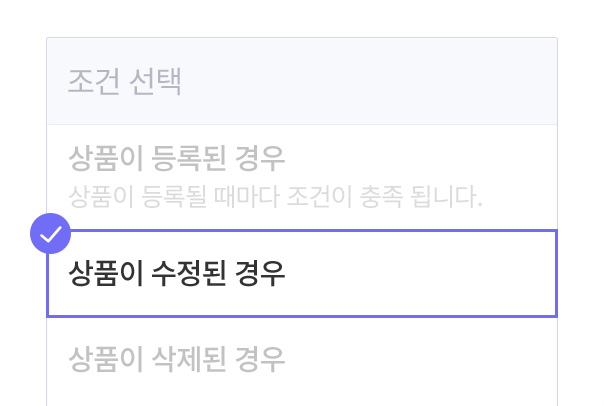 조건 선택
상품이 등록된 경우
상품이 등록될 때마다 조건이 충족 됩니다.
상품이 수정된 경우
상품이 삭제된 경우